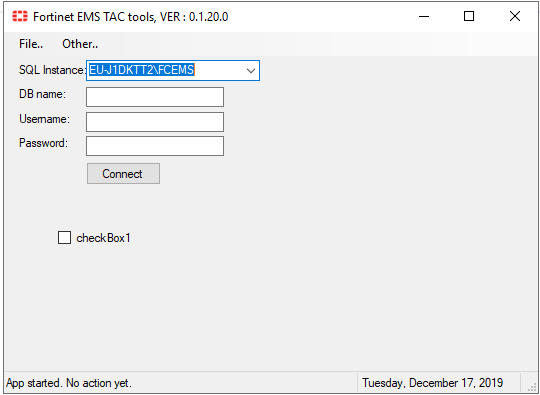 Fortinet EMS TAC tools, VER : 0.1.20.0
File.. Other..
SQL Instance: EU-J1DKTT2\FCEMS
DB name:
Username:
Password:
Connect
checkBox1
App started. No action yet. Tuesday, December 17, 2019